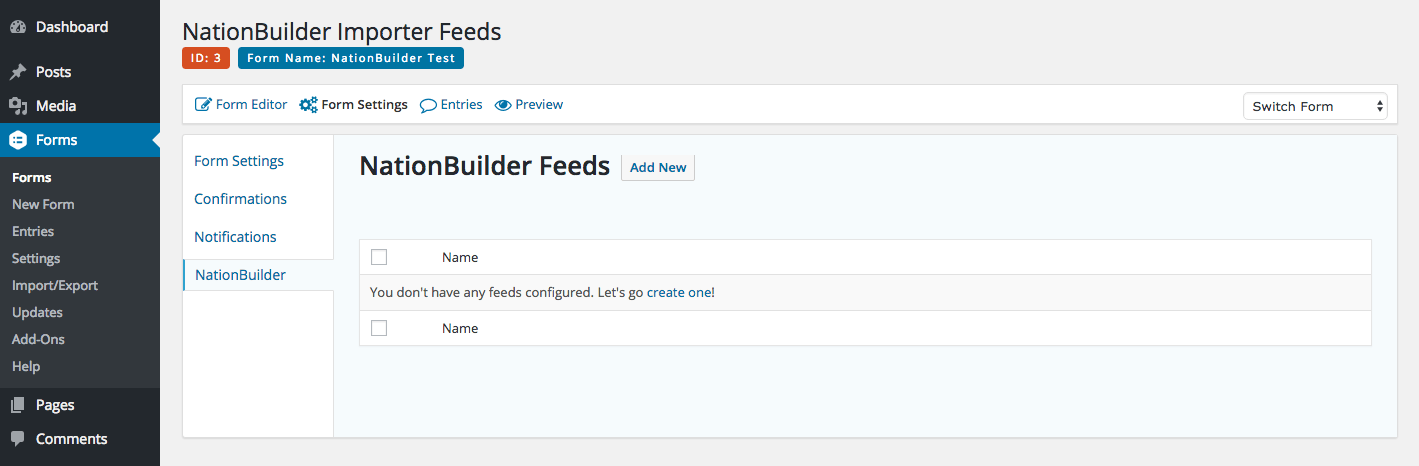 Dashboard
Posts
Media
Forms
Forms
New Form
Entries
Settings
Import/Export
Updates
Add-Ons
Help
Pages
Comments
NationBuilder Importer Feeds
ID: 3 Form Name: NationBuilder Test
Form Editor Form Settings Entries Preview Switch Form
Form Settings
Confirmations
Notifications
NationBuilder
NationBuilder Feeds Add New
Name
You don't have any feeds configured. Let's go create one!
Name